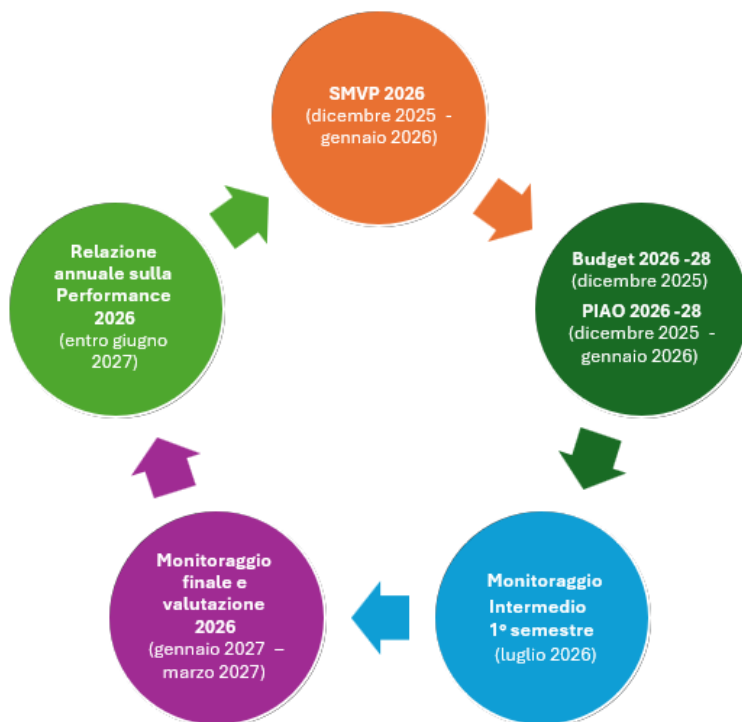 SMVP 2026
(dicembre 2025 -
gennaio 2026)
Budget 2026 -28
(dicembre 2025)
PIAO 2026 -28
(dicembre 2025 -
gennaio 2026)
Monitoraggio
Intermedio
1° semestre
(luglio 2026)
Monitoraggio
finale e
valutazione
2026
(gennaio 2027 –
marzo 2027)
Relazione
annuale sulla
Performance
2026
(entro giugno
2027)